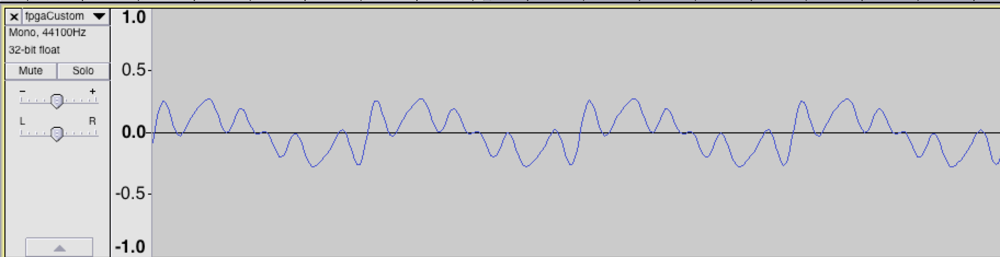 × fpgaCustom
Mono, 44100Hz
32-bit float
Mute Solo
- +
L R
1.0
0.5-
0.0-
-0.5-
-1.0